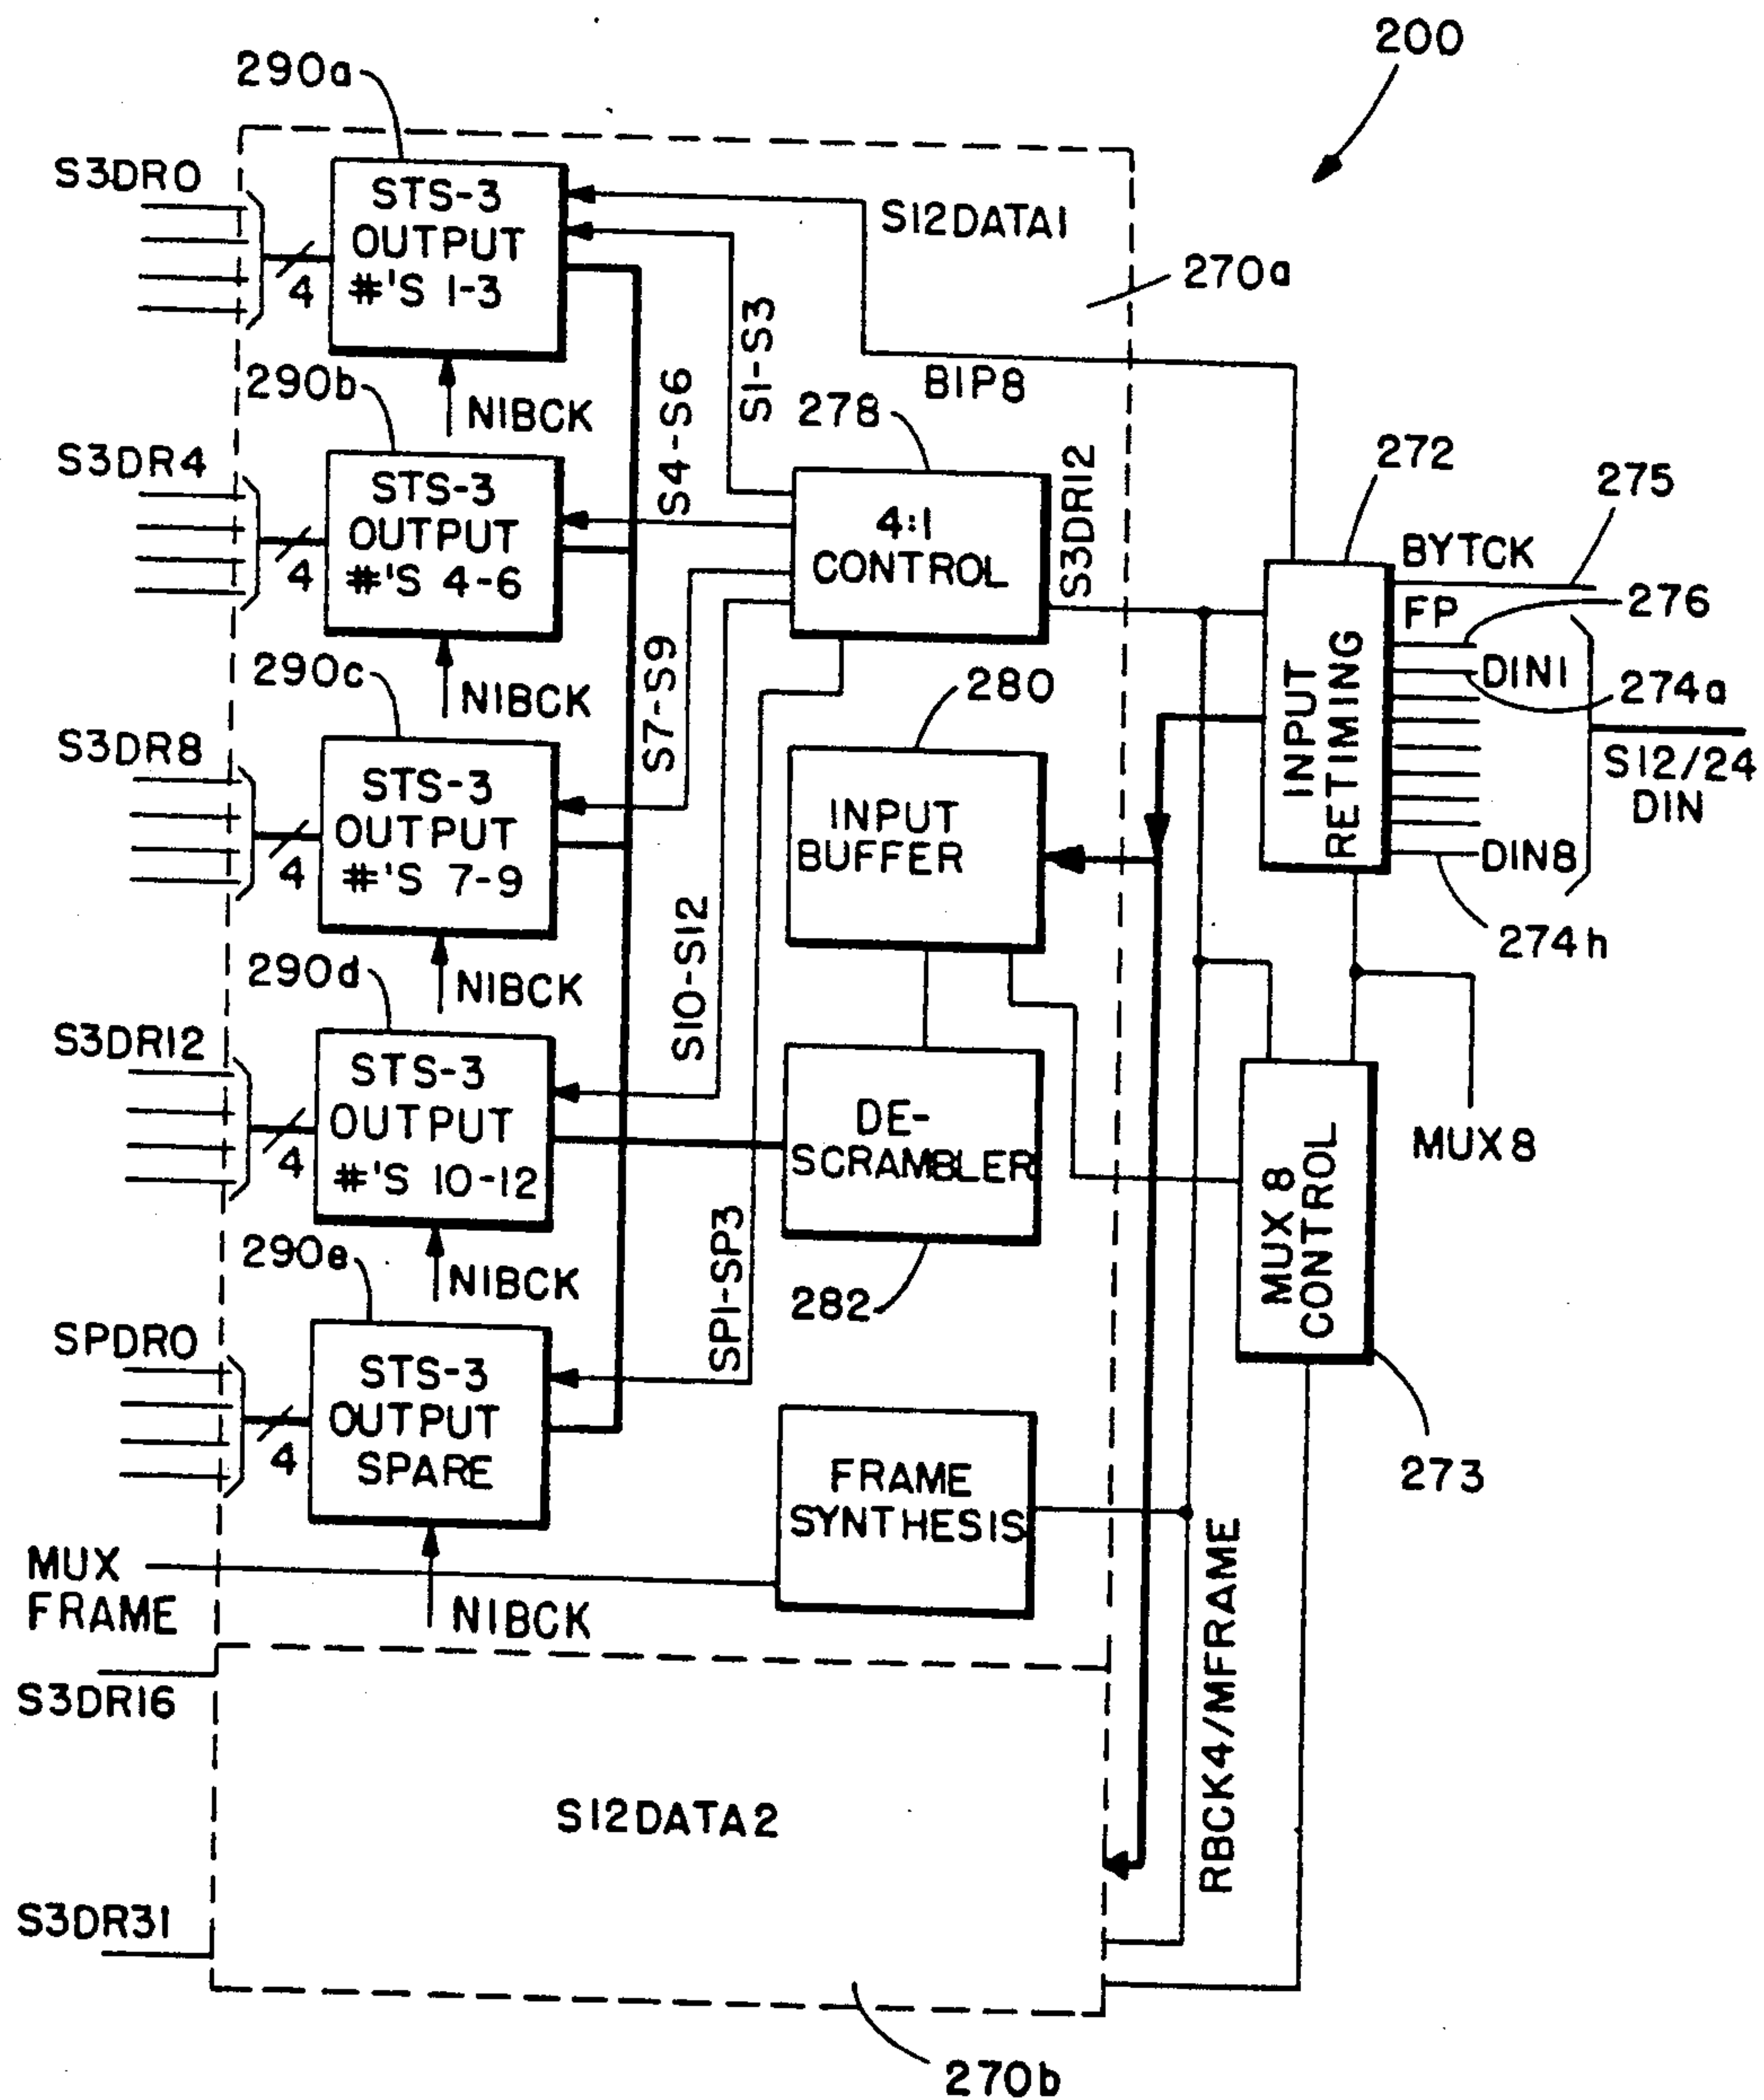 200
290a
S3DR0
STS-3
OUTPUT
#'S 1-3
4
S12DATA1
270a
S1-S3
BIP8
NIBCK
290b
S4-S6
278
272
275
S3DR4
STS-3
OUTPUT
#'S 4-6
4
4:1
CONTROL
S3DR12
BYTCK
FP
276
DIN1
274a
INPUT
RETIMING
S12/24
DIN
DIN8
274h
NIBCK
290c
S7-S9
280
S3DR8
STS-3
OUTPUT
#'S 7-9
4
INPUT
BUFFER
NIBCK
290d
S10-S12
S3DR12
STS-3
OUTPUT
#'S 10-12
4
DE-
SCRAMBLER
282
MUX 8
CONTROL
MUX8
273
NIBCK
290e
SP1-SP3
SPDR0
STS-3
OUTPUT
SPARE
4
FRAME
SYNTHESIS
MUX
FRAME
NIBCK
RBCK4/MFRAME
S3DR16
S12DATA2
S3DR31
270b